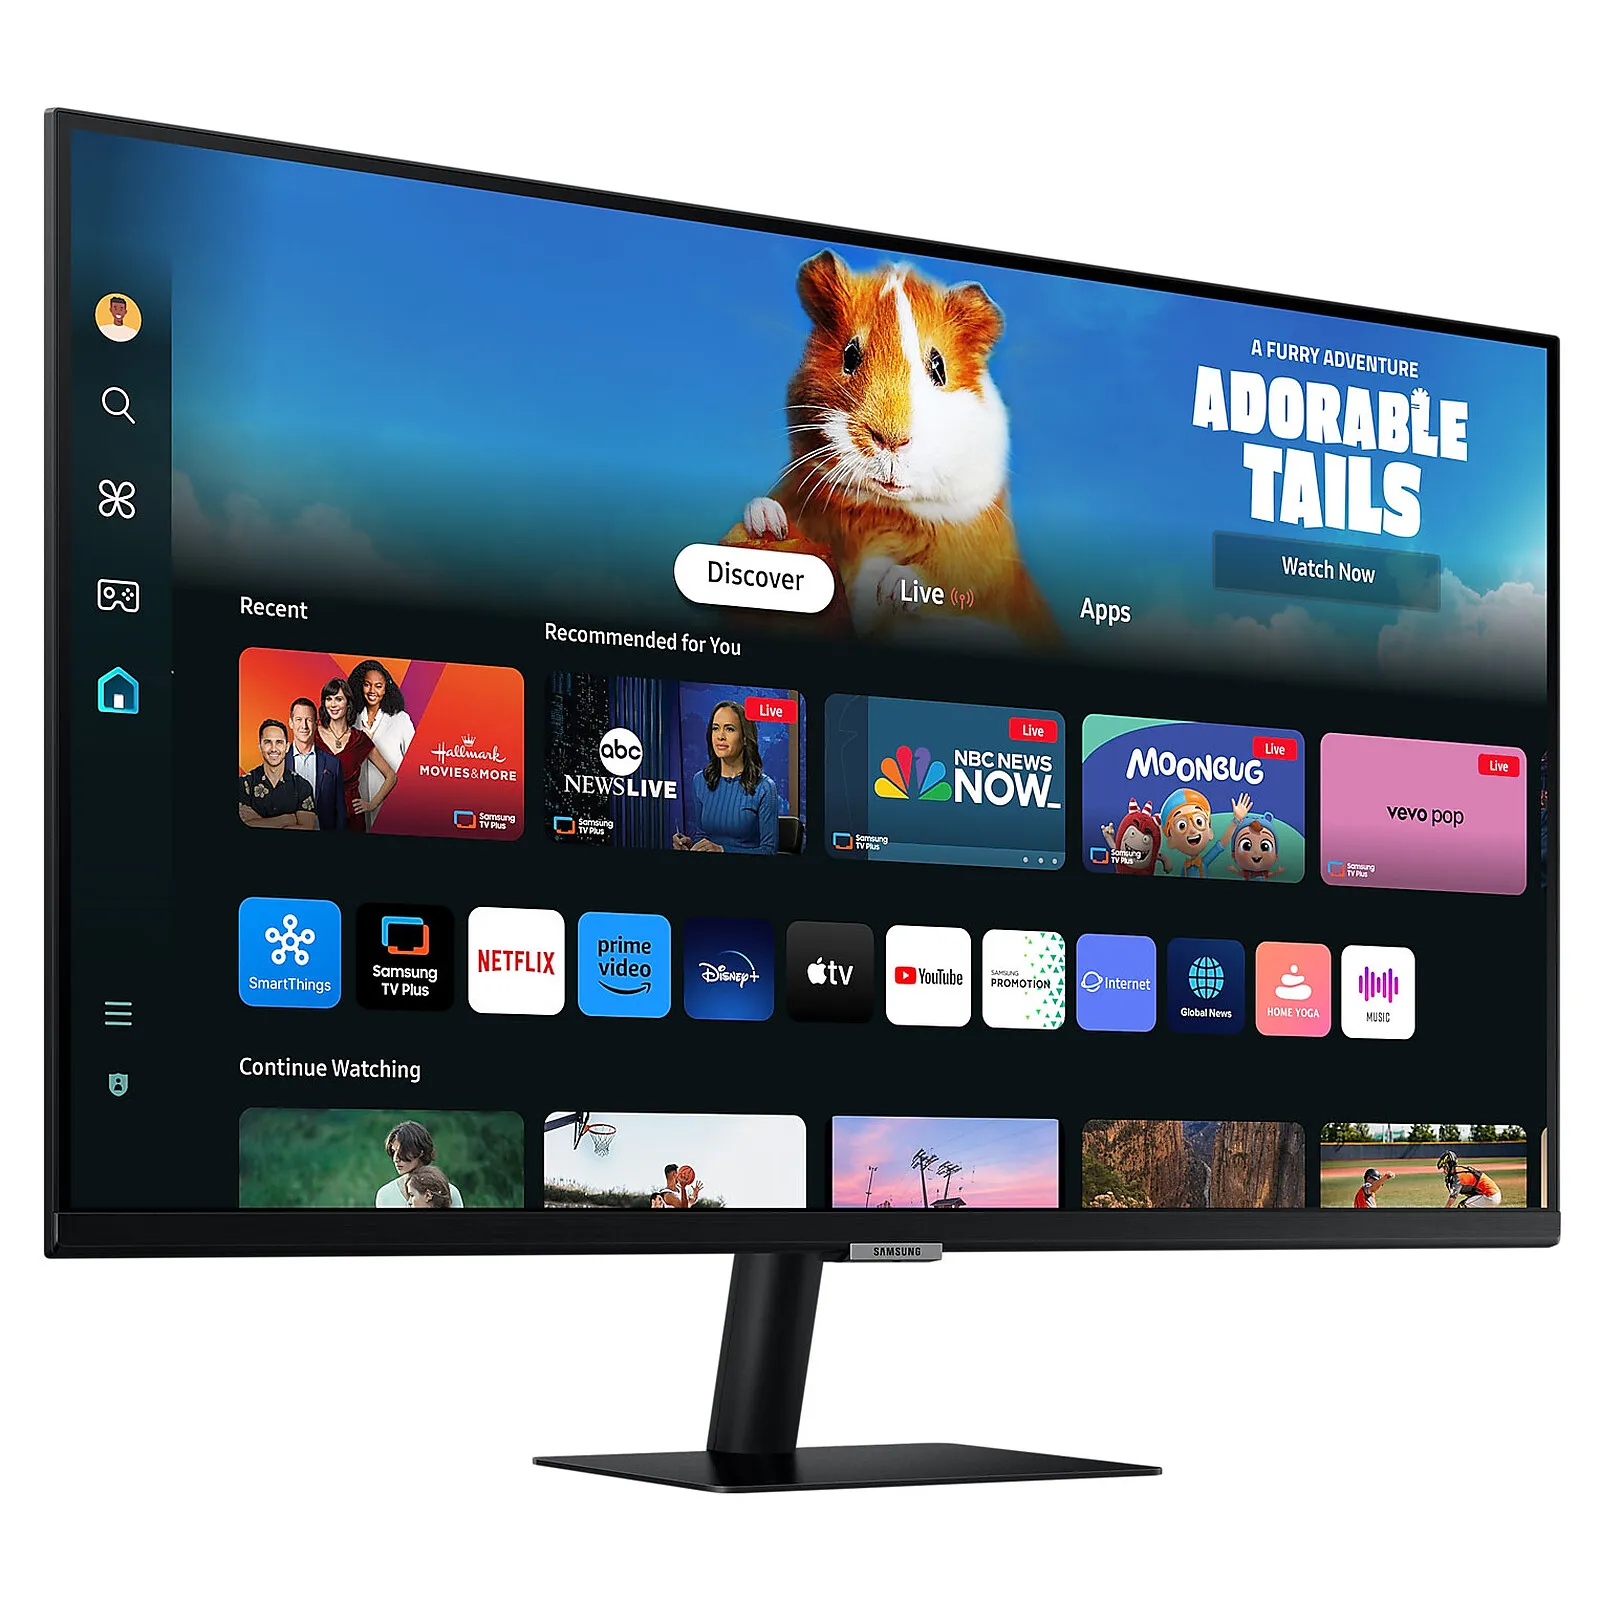 A FURRY ADVENTURE
ADORABLE
TAILS
Watch Now
Discover
Live
Apps
Recent
Recommended for You
Hallmark
MOVIES&MORE
Samsung
TV Plus
abc
NEWSLIVE
Live
Samsung
TV Plus
Live
NBC NEWS
NOW_
Samsung
TV Plus
Live
MOONBUG
Samsung
TV Plus
Live
vevo pop
Samsung
TV Plus
SmartThings
Samsung
TV Plus
NETFLIX
prime
video
Disney+
tv
YouTube
SAMSUNG
PROMOTION
Internet
Global News
HOME YOGA
MUSIC
Continue Watching
SAMSUNG